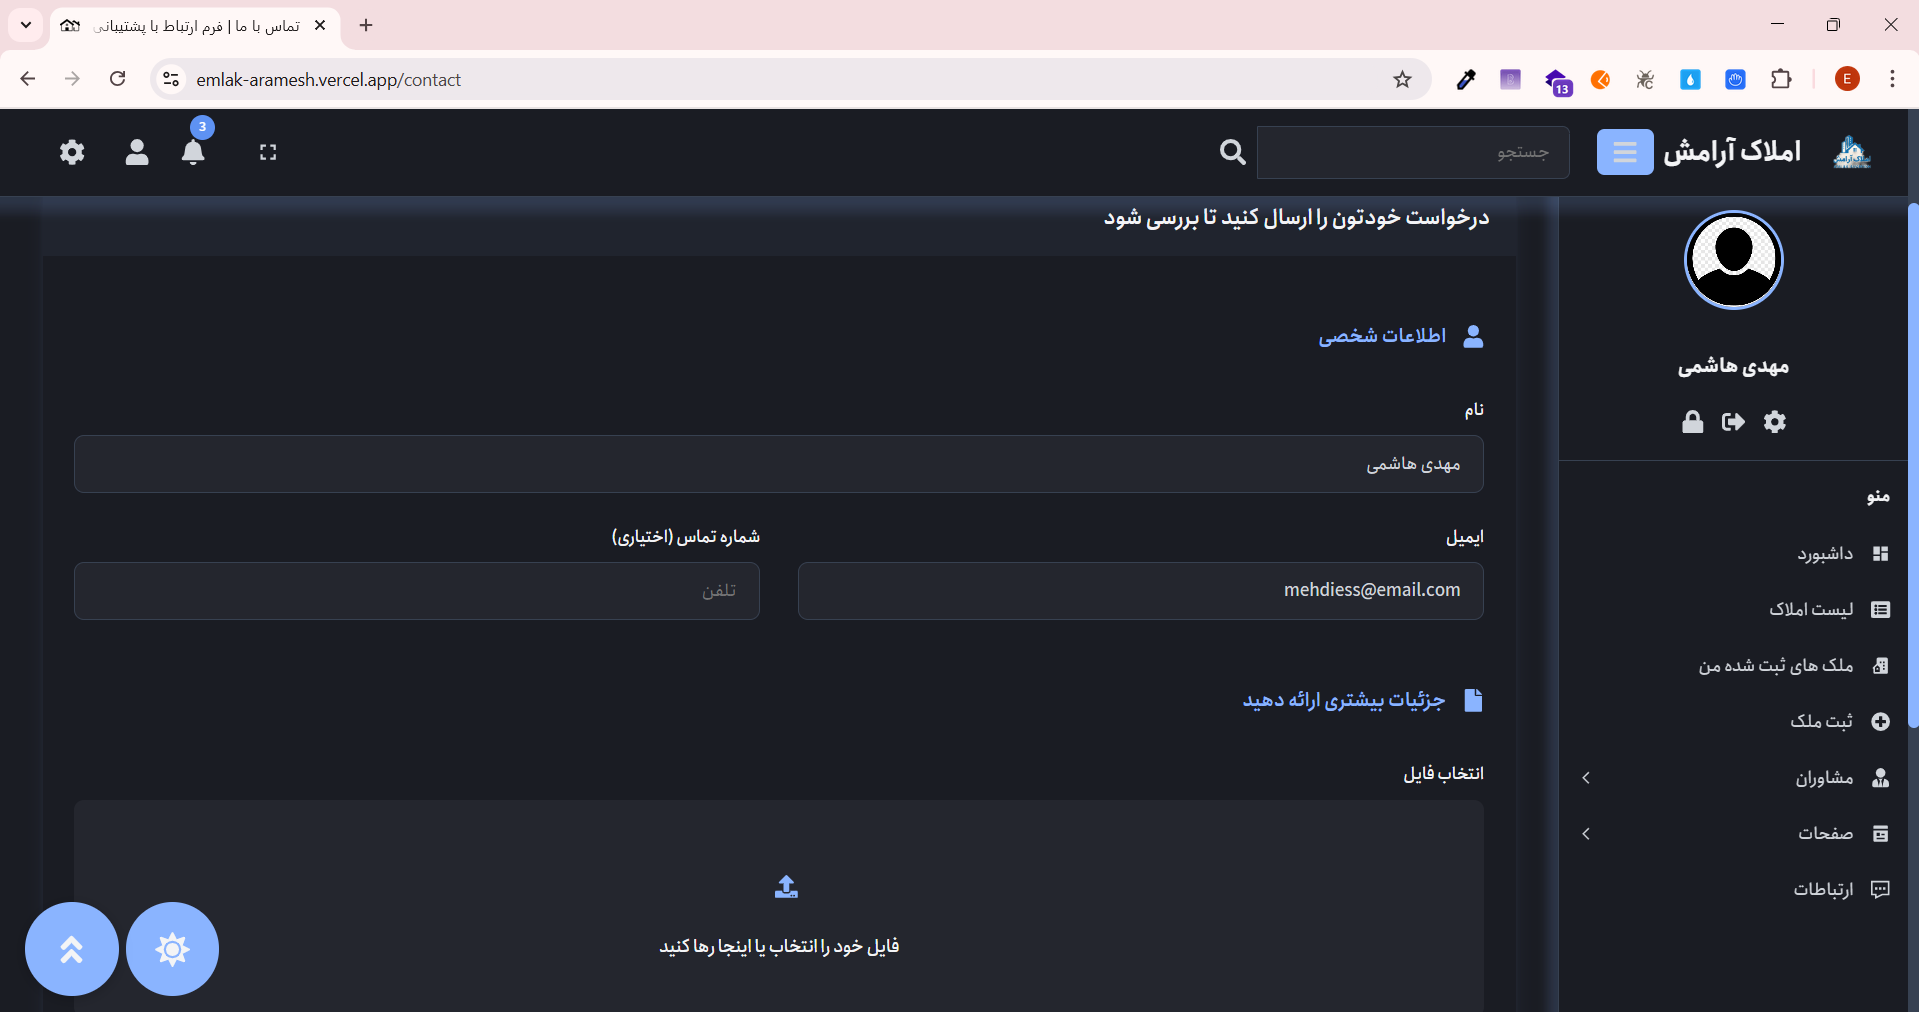 تماس با ما | فرم ارتباط با پشتیبانی
emlak-aramesh.vercel.app/contact
13
E
املاک آرامش
جستجو
3
درخواست خودتون را ارسال کنید تا بررسی شود
اطلاعات شخصی
نام
مهدی هاشمی
ایمیل
شماره تماس (اختیاری)
mehdiess@email.com
تلفن
جزئیات بیشتری ارائه دهید
انتخاب فایل
فایل خود را انتخاب یا اینجا رها کنید
مهدی هاشمی
منو
داشبورد
لیست املاک
ملک های ثبت شده من
ثبت ملک
مشاوران
صفحات
ارتباطات